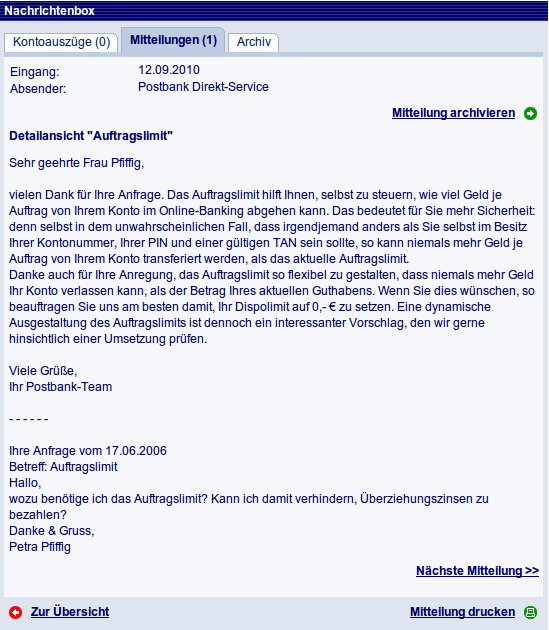 Nachrichtenbox
Kontoauszüge (0) Mitteilungen (1) Archiv
Eingang: 12.09.2010
Absender: Postbank Direkt-Service
Mitteilung archivieren
Detailansicht "Auftragslimit"
Sehr geehrte Frau Pfiffig,
vielen Dank für Ihre Anfrage. Das Auftragslimit hilft Ihnen, selbst zu steuern, wie viel Geld je
Auftrag von Ihrem Konto im Online-Banking abgehen kann. Das bedeutet für Sie mehr Sicherheit:
denn selbst in dem unwahrscheinlichen Fall, dass irgendjemand anders als Sie selbst im Besitz
Ihrer Kontonummer, Ihrer PIN und einer gültigen TAN sein sollte, so kann niemals mehr Geld je
Auftrag von Ihrem Konto transferiert werden, als das aktuelle Auftragslimit.
Danke auch für Ihre Anregung, das Auftragslimit so flexibel zu gestalten, dass niemals mehr Geld
Ihr Konto verlassen kann, als der Betrag Ihres aktuellen Guthabens. Wenn Sie dies wünschen, so
beauftragen Sie uns am besten damit, Ihr Dispolimit auf 0,- € zu setzen. Eine dynamische
Ausgestaltung des Auftragslimits ist dennoch ein interessanter Vorschlag, den wir gerne
hinsichtlich einer Umsetzung prüfen.
Viele Grüße,
Ihr Postbank-Team
- - - - - -
Ihre Anfrage vom 17.06.2006
Betreff: Auftragslimit
Hallo,
wozu benötige ich das Auftragslimit? Kann ich damit verhindern, Überziehungszinsen zu
bezahlen?
Danke & Gruss,
Petra Pfiffig
Nächste Mitteilung >>
Zur Übersicht Mitteilung drucken